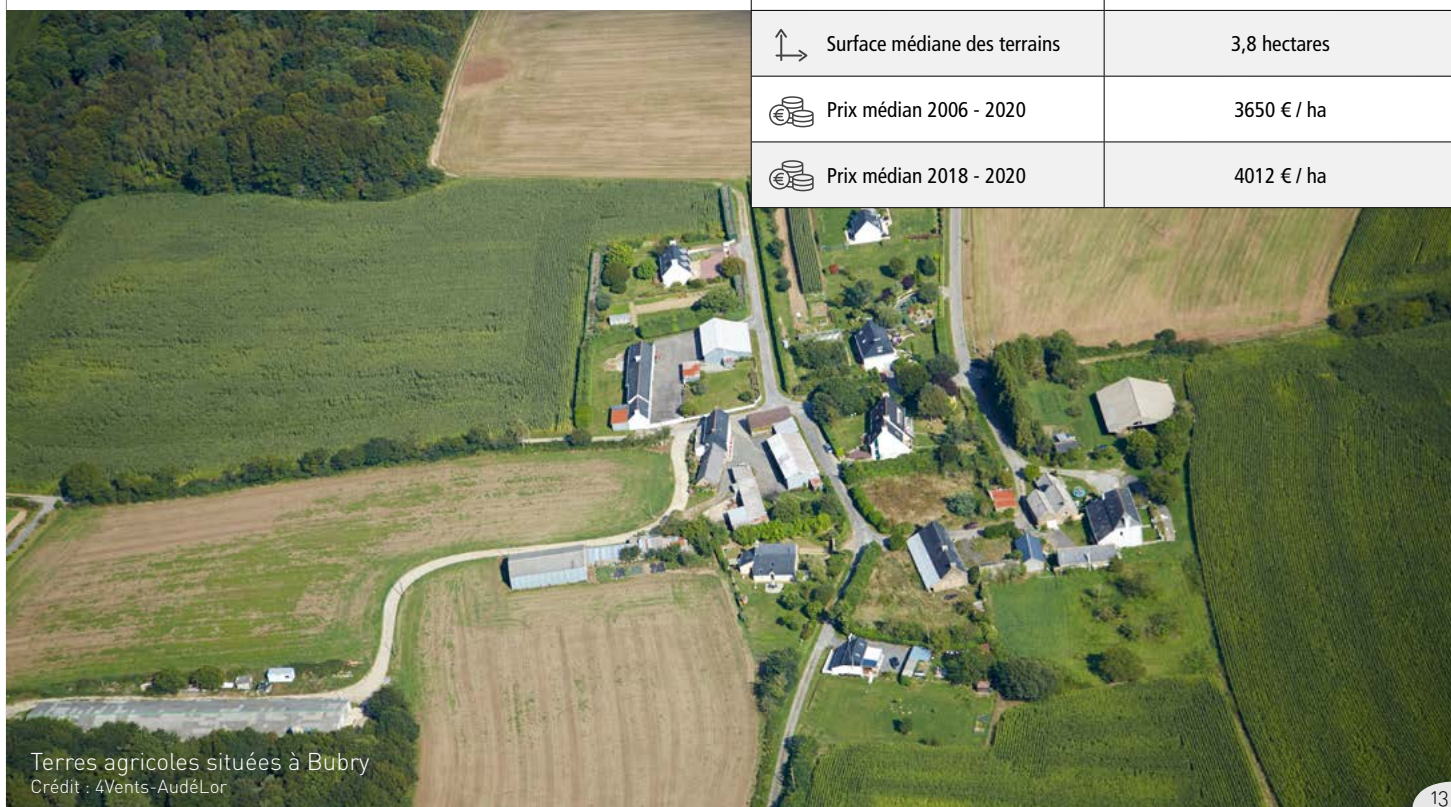 Surface médiane des terrains 3,8 hectares
Prix médian 2006 - 2020 3650 € / ha
Prix médian 2018 - 2020 4012 € / ha
Terres agricoles situées à Bubry
Crédit : 4Vents-AudéLor
13